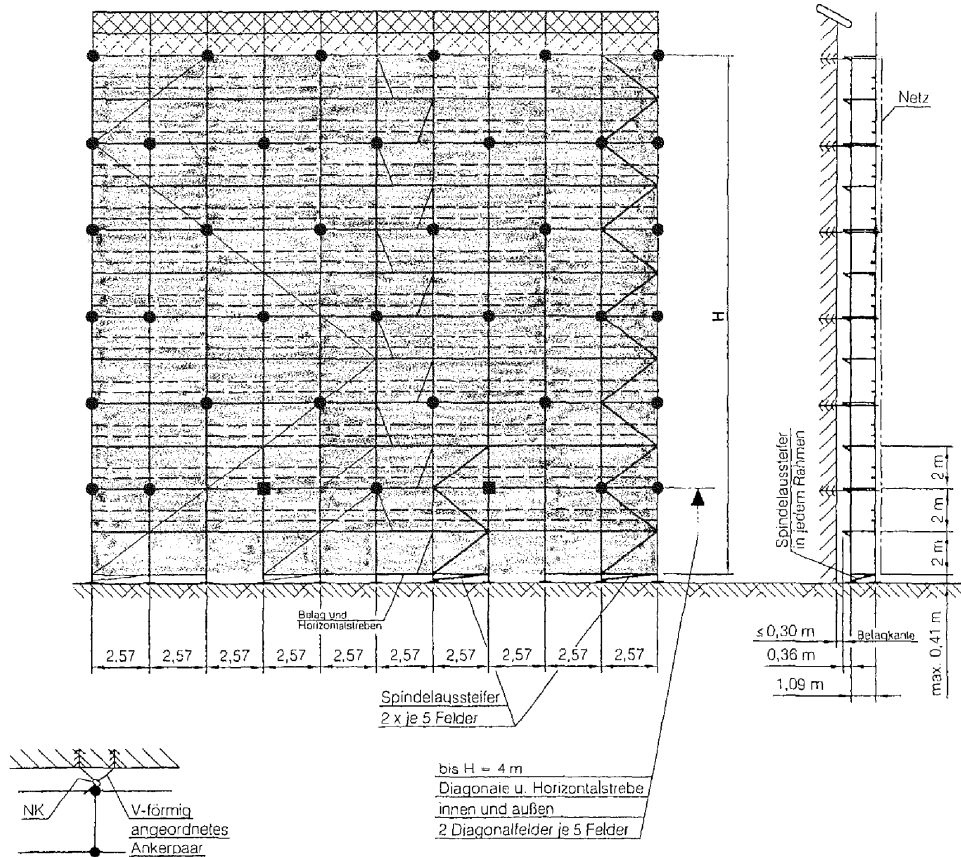 Netz
H
Spindelaussteifer
in jedem Rahmen
2 m
2 m
2 m
max. 0,41 m
Belag und
Horizontalstreben
≤ 0,30 m
Belagkante
0,36 m
1,09 m
2,57 2,57 2,57 2,57 2,57 2,57 2,57 2,57 2,57 2,57
Spindelaussteifer
2 x je 5 Felder
bis H = 4 m
Diagonale u. Horizontalstrebe
innen und außen
2 Diagonalfelder je 5 Felder
NK
V-förmig
angeordnetes
Ankerpaar